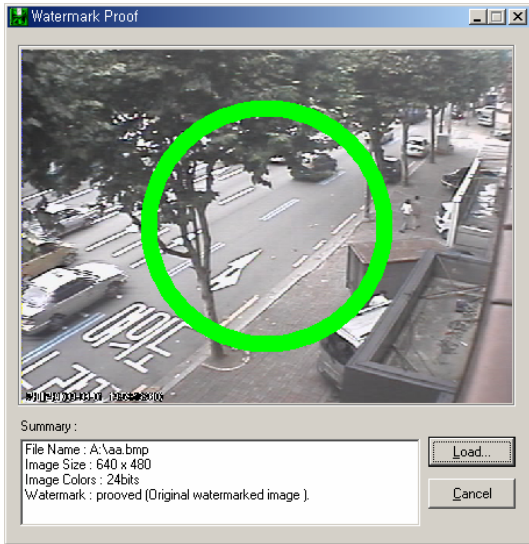 Watermark Proof
Summary :
File Name : A:\aa.bmp
Image Size : 640 x 480
Image Colors : 24bits
Watermark : prooved (Original watermarked image ).
Load...
Cancel